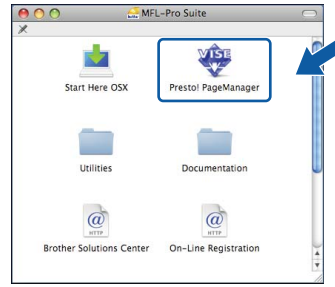 MFL-Pro Suite
Start Here OSX
VISE
Presto! PageManager
Utilities
Documentation
@
HTTP
Brother Solutions Center
@
HTTP
On-Line Registration